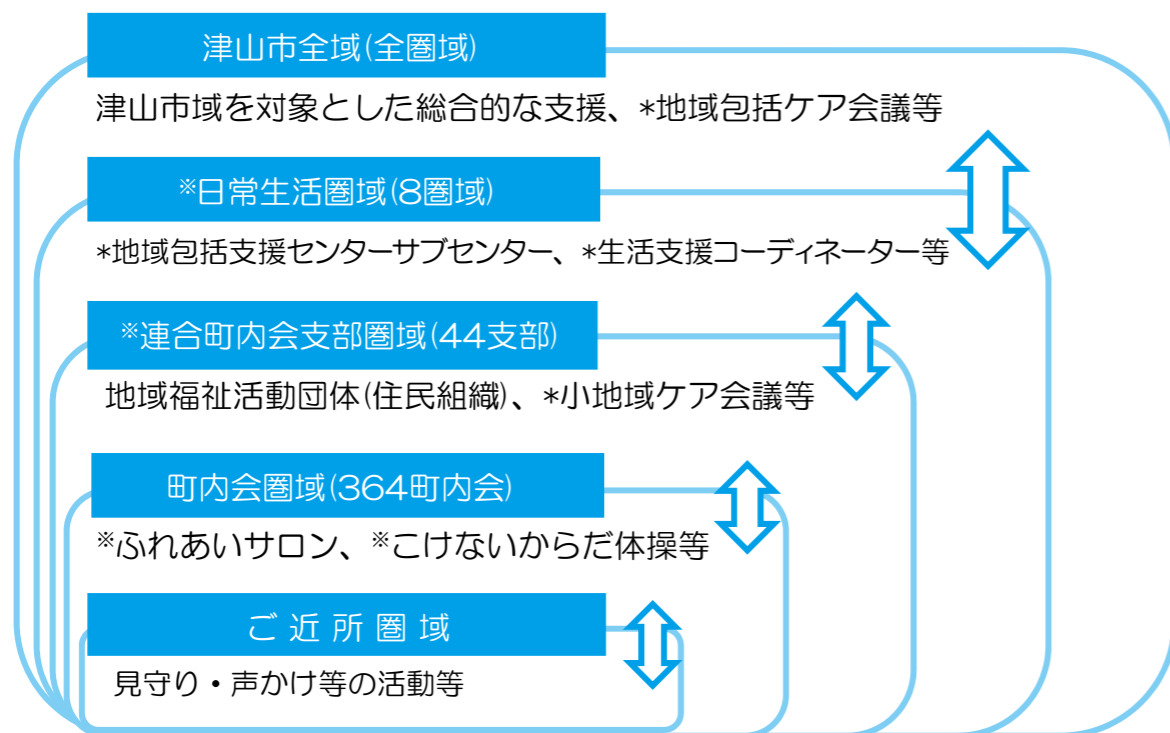 津山市全域(全圏域)
津山市域を対象とした総合的な支援、*地域包括ケア会議等
※日常生活圏域(8圏域)
*地域包括支援センターサブセンター、*生活支援コーディネーター等
※連合町内会支部圏域(44支部)
地域福祉活動団体(住民組織)、*小地域ケア会議等
町内会圏域(364町内会)
※ふれあいサロン、※こけないからだ体操等
ご近所圏域
見守り・声かけ等の活動等